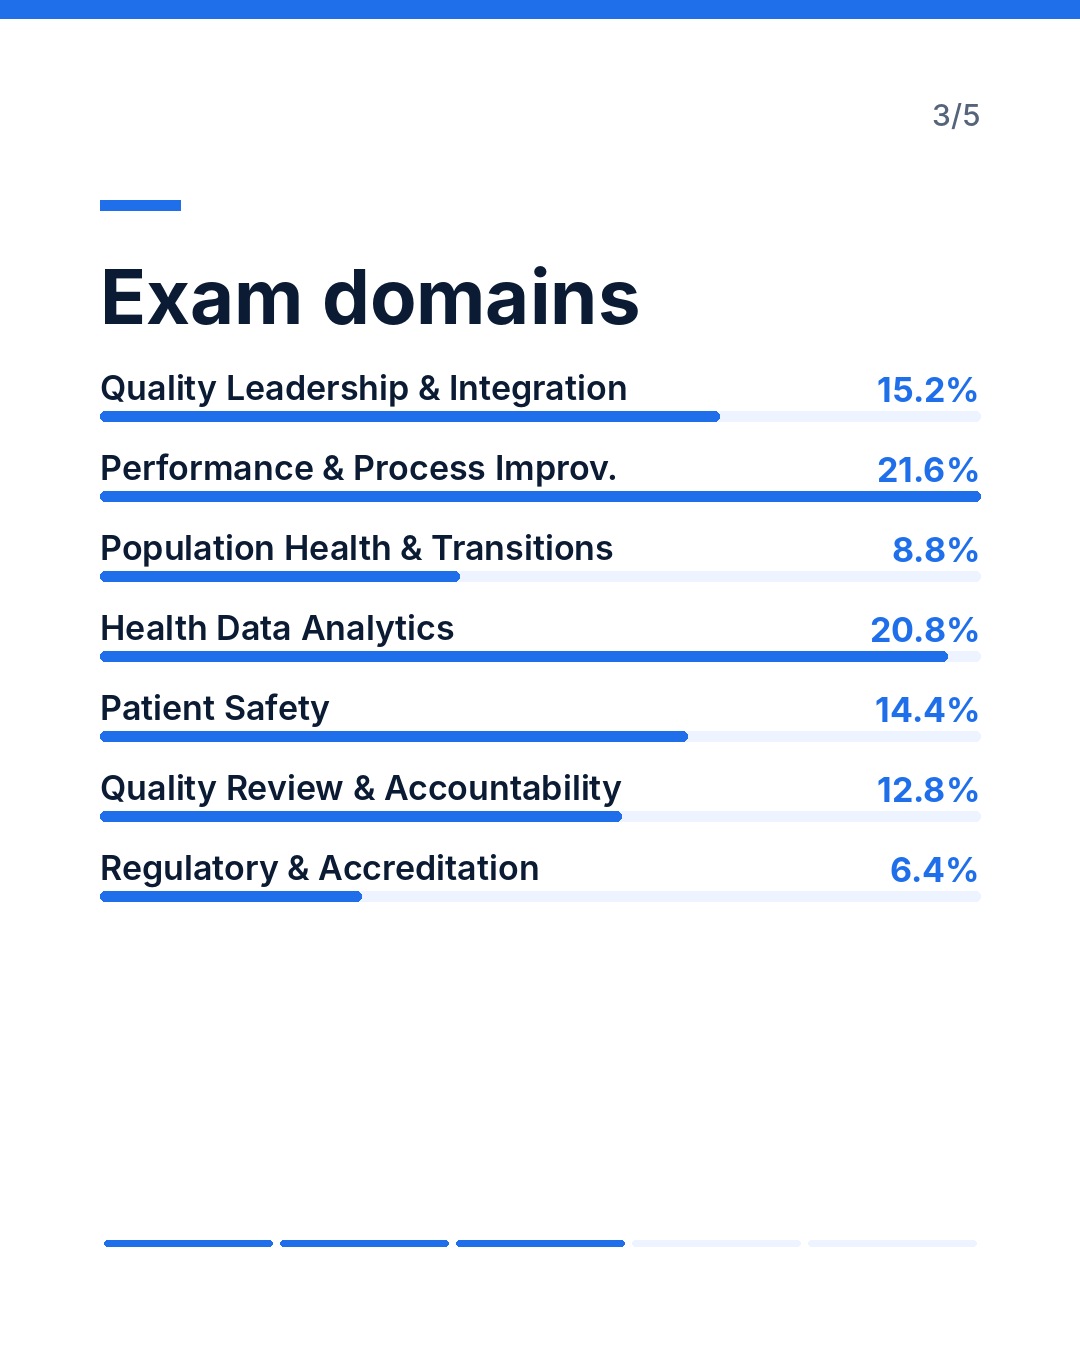 3/5
Exam domains
Quality Leadership & Integration 15.2%
Performance & Process Improv. 21.6%
Population Health & Transitions 8.8%
Health Data Analytics 20.8%
Patient Safety 14.4%
Quality Review & Accountability 12.8%
Regulatory & Accreditation 6.4%